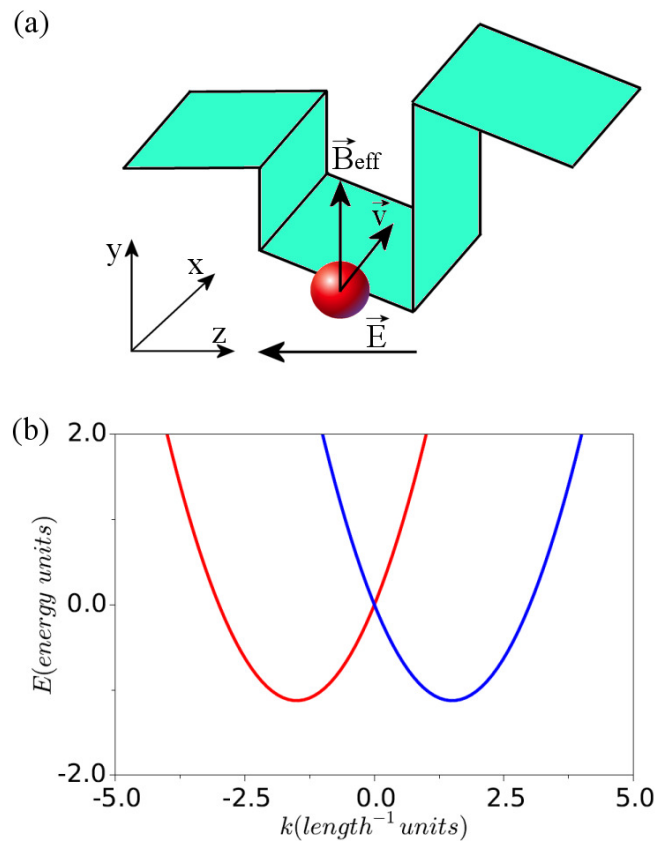 (a)
B⃗eff
v⃗
y
x
z
E⃗
(b)
2.0
0.0
-2.0
E(energy units)
-5.0 -2.5 0.0 2.5 5.0
k(length⁻¹ units)